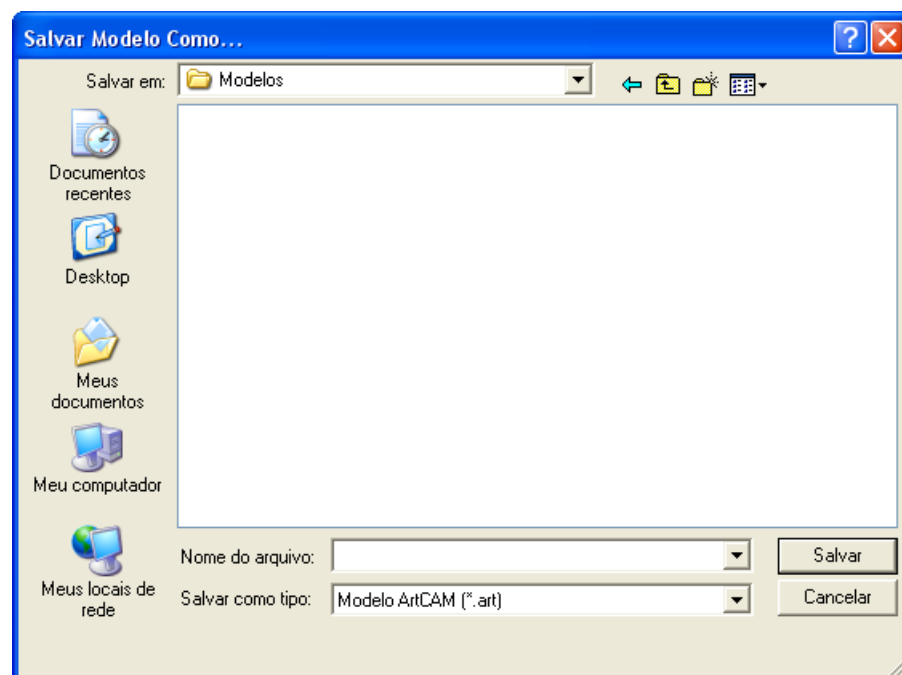 Salvar Modelo Como...
Salvar em:
Modelos
Documentos
recentes
Desktop
Meus
documentos
Meu computador
Meus locais de
rede
Nome do arquivo:
Salvar
Salvar como tipo:
Modelo ArtCAM (*.art)
Cancelar